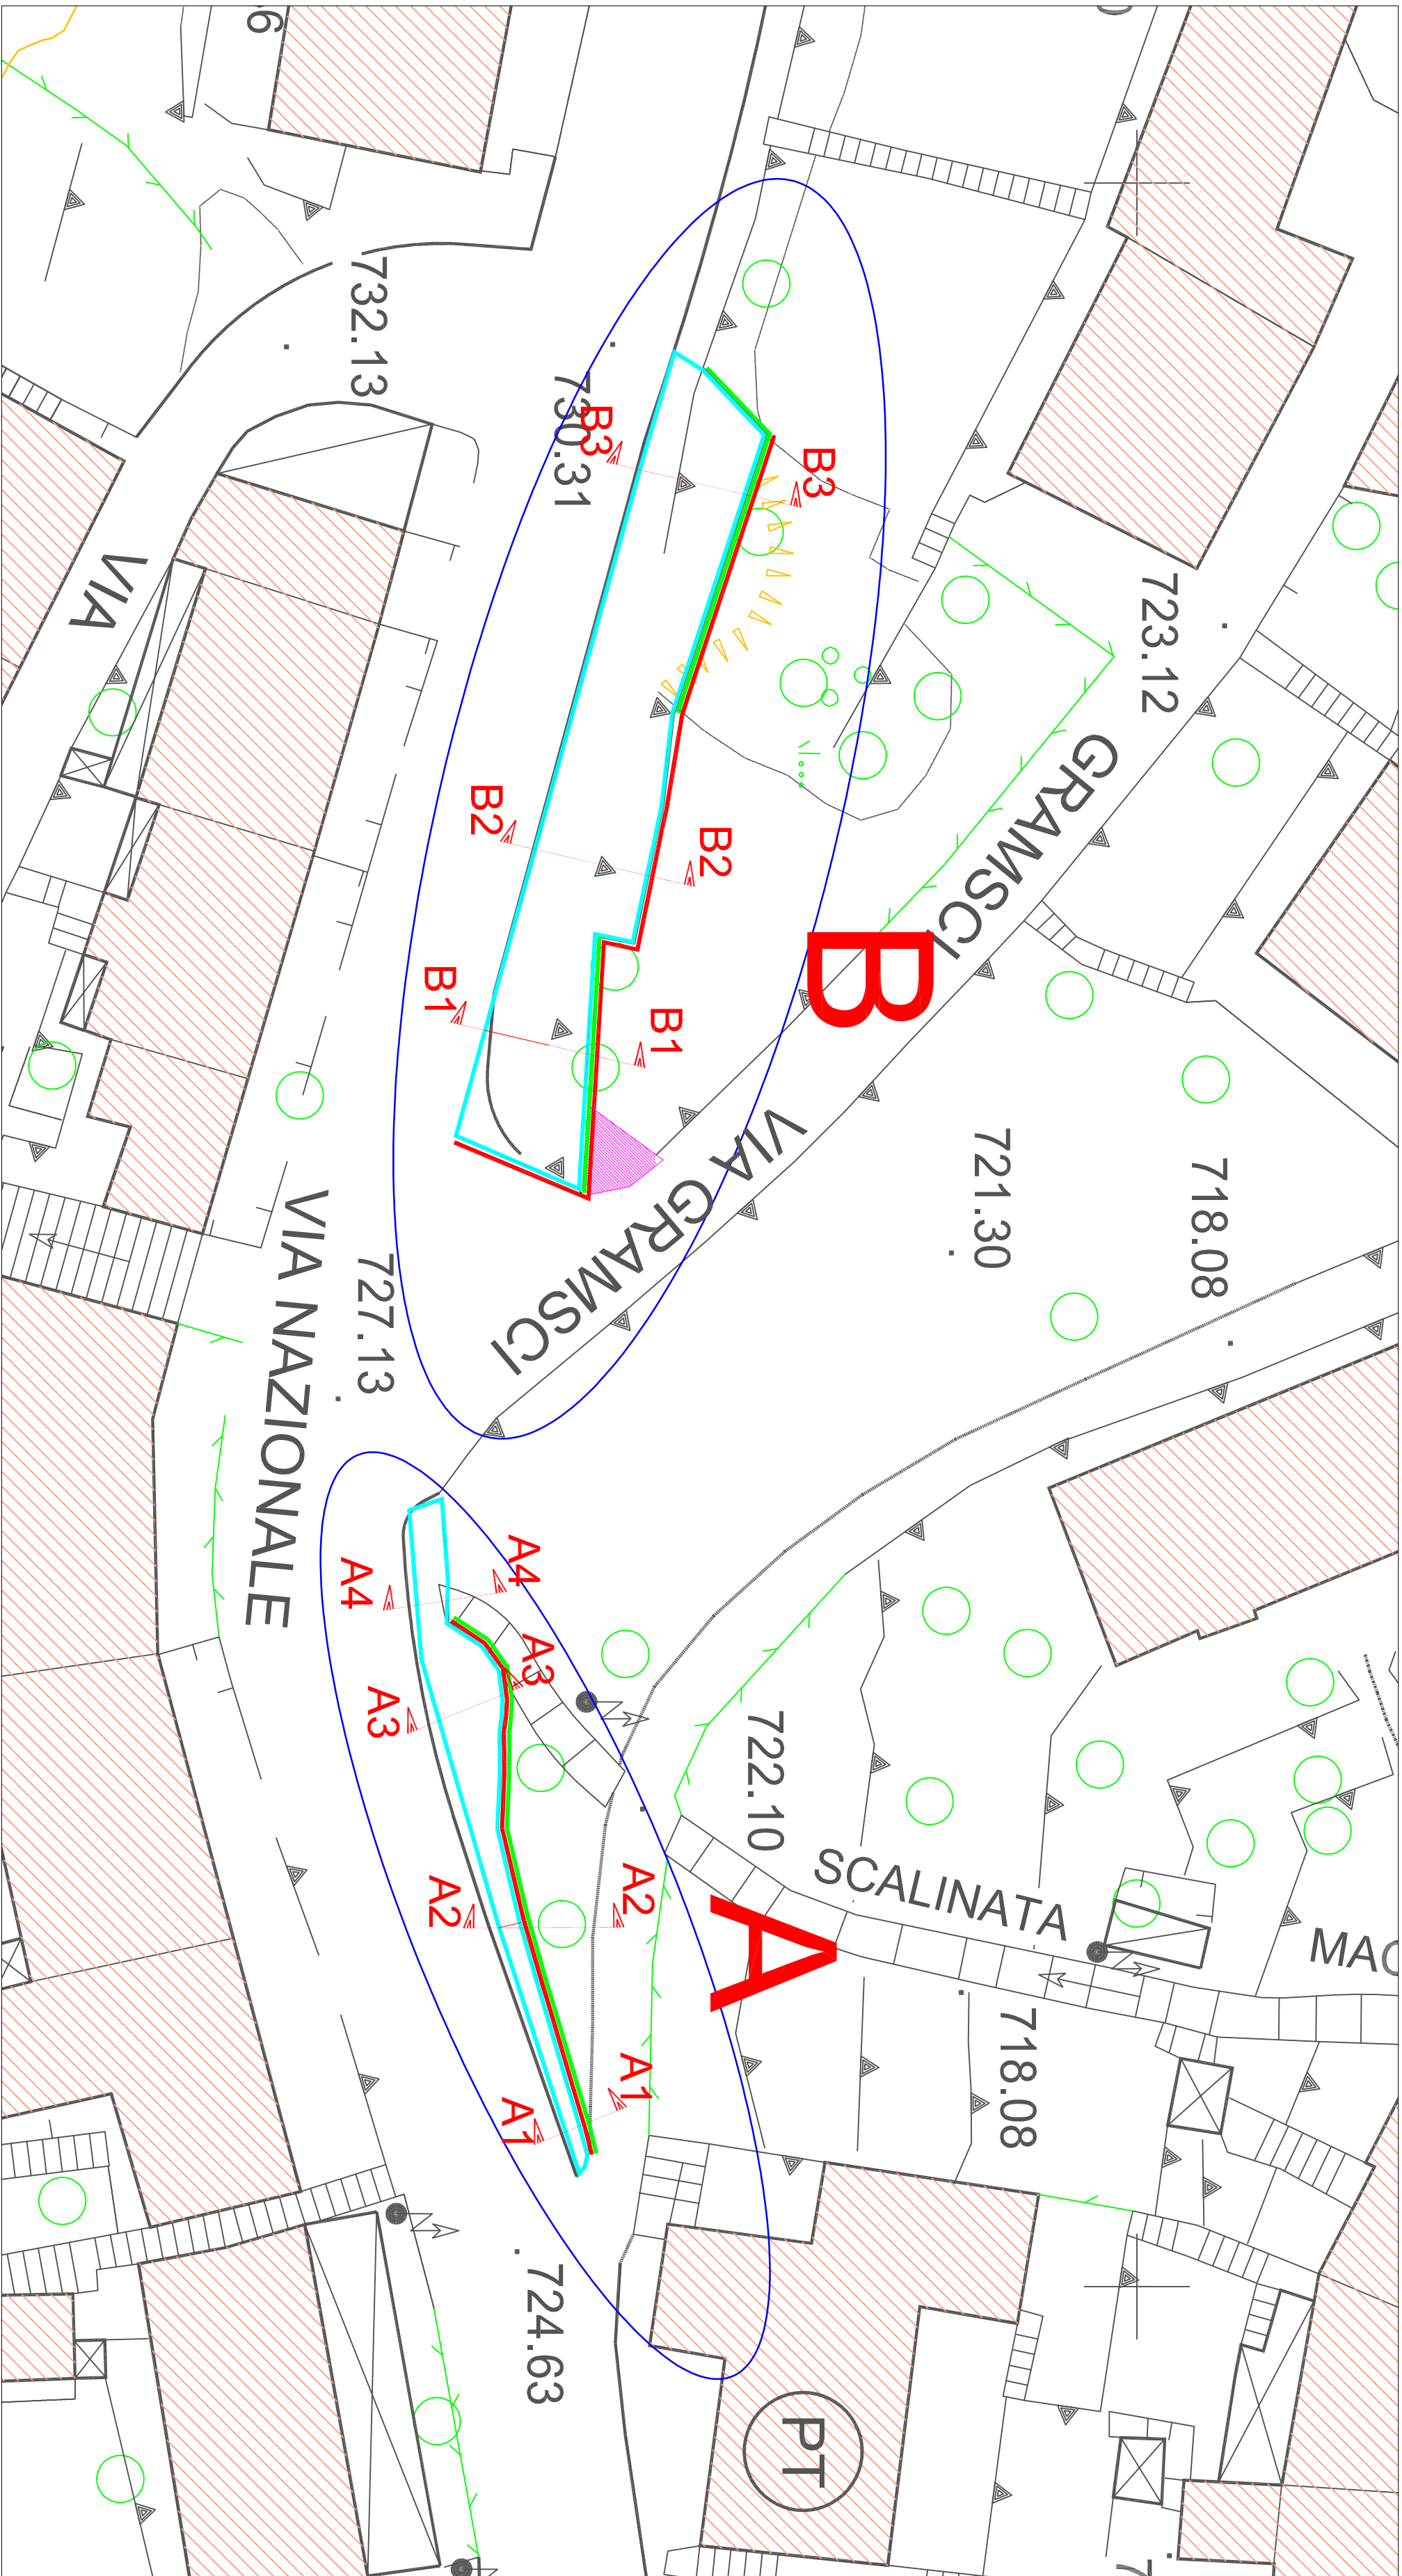 732.13
730.31
B3
B3
VIA
723.12
GRAMSCI
B2
B2
B
B1
B1
VIA GRAMSCI
721.30
718.08
VIA NAZIONALE
727.13
A4
A4
A3
A3
722.10
SCALINATA
MAC
A2
A2
A
718.08
A1
A1
724.63
PT